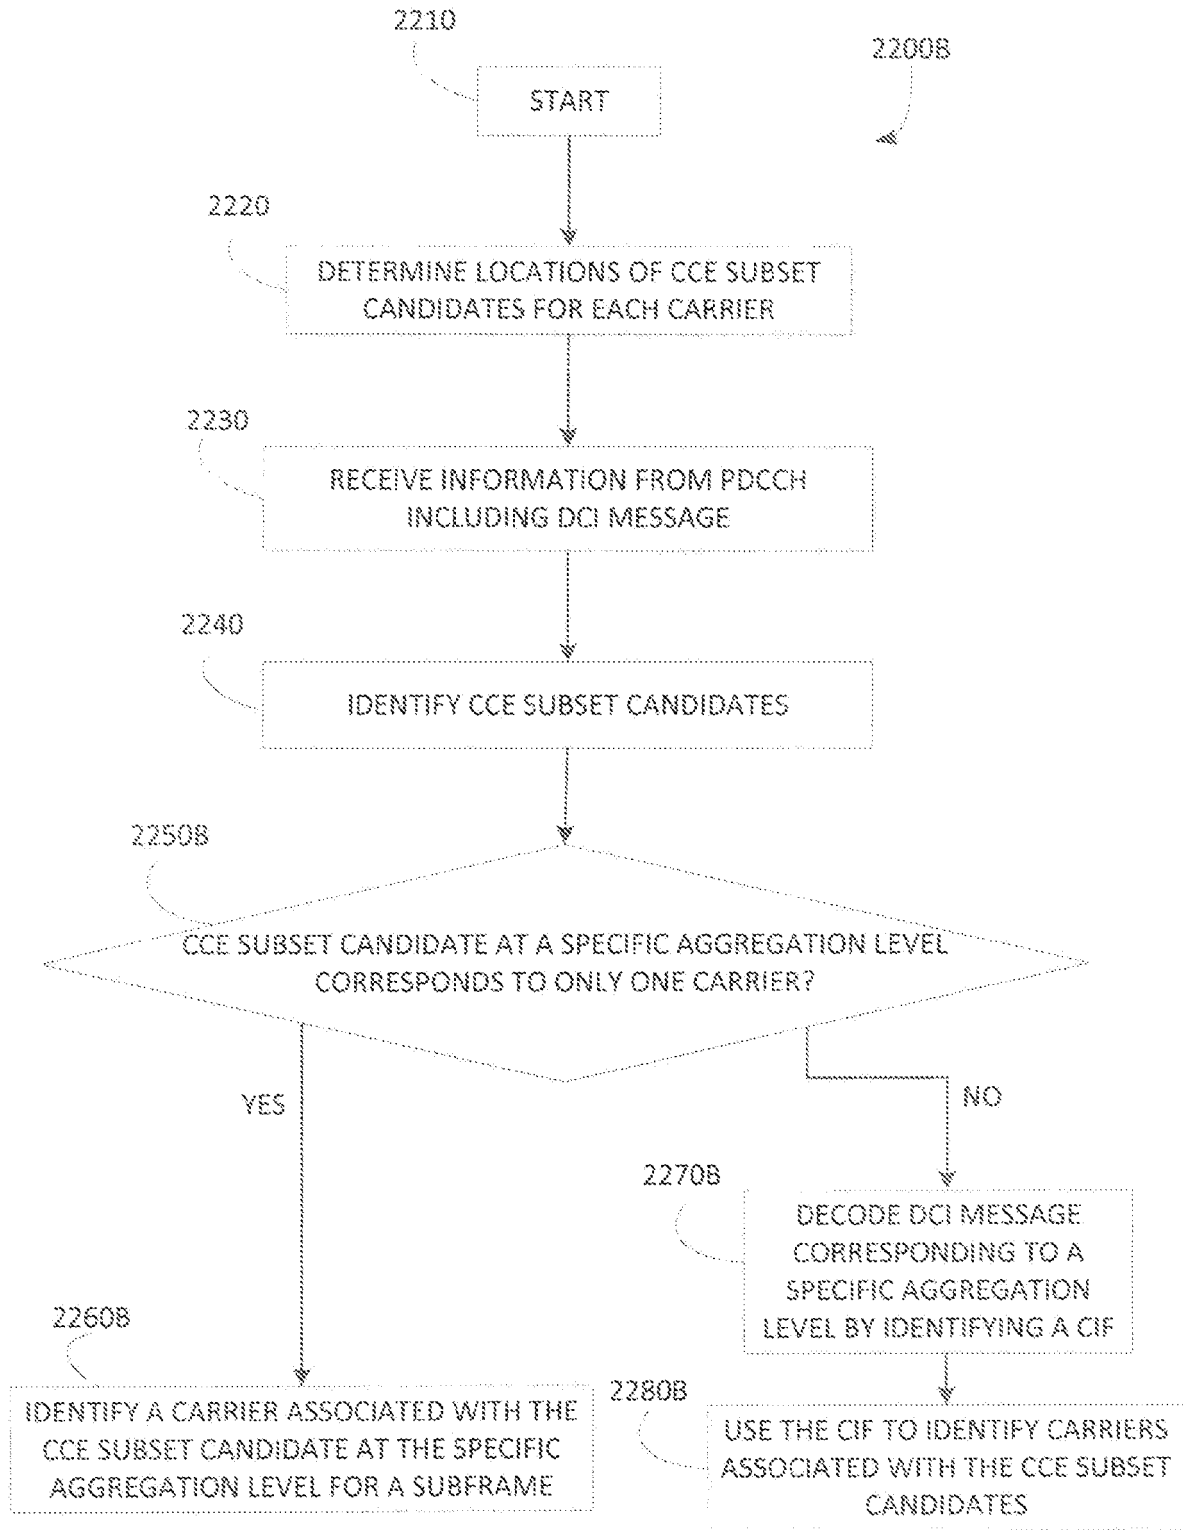 2210
2200B
START
2220
DETERMINE LOCATIONS OF CCE SUBSET
CANDIDATES FOR EACH CARRIER
2230
RECEIVE INFORMATION FROM PDCCH
INCLUDING DCI MESSAGE
2240
IDENTIFY CCE SUBSET CANDIDATES
2250B
CCE SUBSET CANDIDATE AT A SPECIFIC AGGREGATION LEVEL
CORRESPONDS TO ONLY ONE CARRIER?
YES
NO
2270B
DECODE DCI MESSAGE
CORRESPONDING TO A
SPECIFIC AGGREGATION
LEVEL BY IDENTIFYING A CIF
2260B
IDENTIFY A CARRIER ASSOCIATED WITH THE
CCE SUBSET CANDIDATE AT THE SPECIFIC
AGGREGATION LEVEL FOR A SUBFRAME
2280B
USE THE CIF TO IDENTIFY CARRIERS
ASSOCIATED WITH THE CCE SUBSET
CANDIDATES